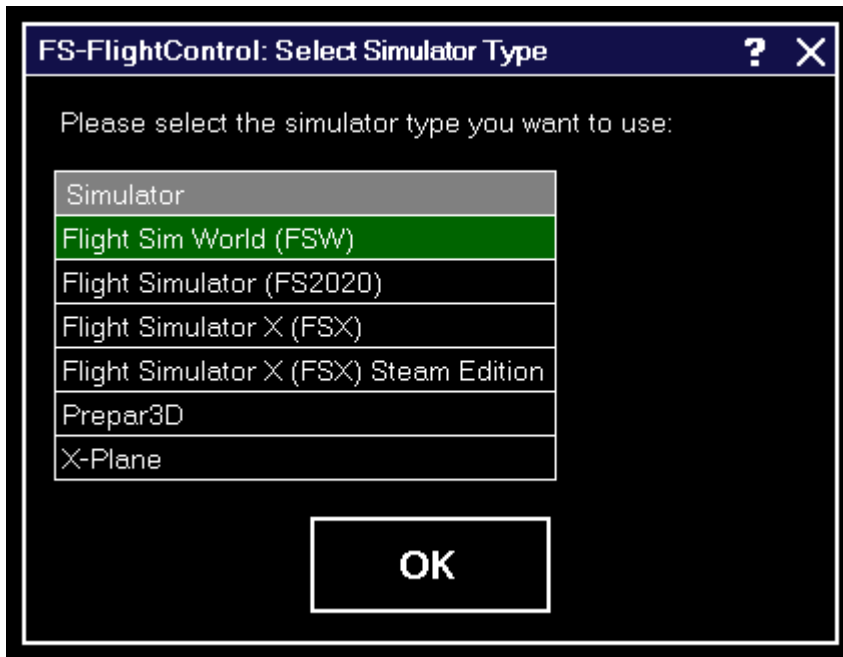 FS-FlightControl: Select Simulator Type ? X
Please select the simulator type you want to use:
Simulator
Flight Sim World (FSW)
Flight Simulator (FS2020)
Flight Simulator X (FSX)
Flight Simulator X (FSX) Steam Edition
Prepar3D
X-Plane
OK